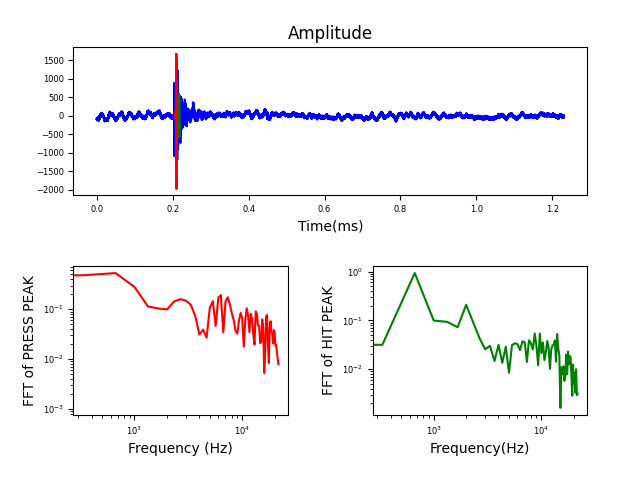 Amplitude
1500
1000
500
0
−500
−1000
−1500
−2000
0.0 0.2 0.4 0.6 0.8 1.0 1.2
Time(ms)
FFT of PRESS PEAK
10⁻¹
10⁻²
10⁻³
10³ 10⁴
Frequency (Hz)
FFT of HIT PEAK
10⁰
10⁻¹
10⁻²
10³ 10⁴
Frequency(Hz)